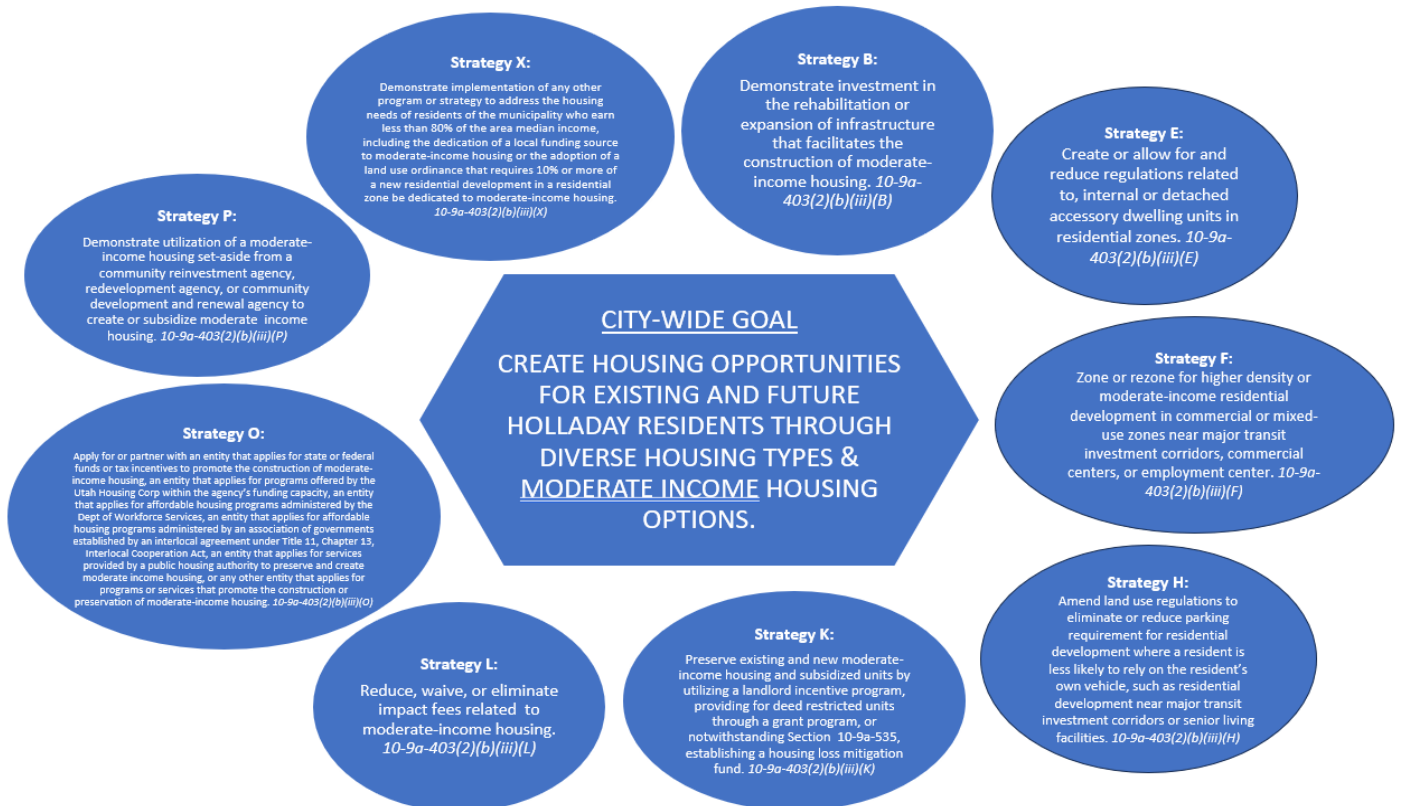 Strategy X:
Demonstrate implementation of any other
program or strategy to address the housing
needs of residents of the municipality who earn
less than 80% of the area median income,
including the dedication of a local funding source
to moderate-income housing or the adoption of a
land use ordinance that requires 10% or more of
a new residential development in a residential
zone be dedicated to moderate-income housing.
10-9a-403(2)(b)(iii)(X)
Strategy B:
Demonstrate investment in
the rehabilitation or
expansion of infrastructure
that facilitates the
construction of moderate-
income housing. 10-9a-
403(2)(b)(iii)(B)
Strategy E:
Create or allow for and
reduce regulations related
to, internal or detached
accessory dwelling units in
residential zones. 10-9a-
403(2)(b)(iii)(E)
Strategy P:
Demonstrate utilization of a moderate-
income housing set-aside from a
community reinvestment agency,
redevelopment agency, or community
development and renewal agency to
create or subsidize moderate income
housing. 10-9a-403(2)(b)(iii)(P)
CITY-WIDE GOAL
CREATE HOUSING OPPORTUNITIES
FOR EXISTING AND FUTURE
HOLLADAY RESIDENTS THROUGH
DIVERSE HOUSING TYPES &
MODERATE INCOME HOUSING
OPTIONS.
Strategy F:
Zone or rezone for higher density or
moderate-income residential
development in commercial or mixed-
use zones near major transit
investment corridors, commercial
centers, or employment center. 10-9a-
403(2)(b)(iii)(F)
Strategy O:
Apply for or partner with an entity that applies for state or federal
funds or tax incentives to promote the construction of moderate-
income housing, an entity that applies for programs offered by the
Utah Housing Corp within the agency's funding capacity, an entity
that applies for affordable housing programs administered by the
Dept of Workforce Services, an entity that applies for affordable
housing programs administered by an association of governments
established by an interlocal agreement under Title 11, Chapter 13,
Interlocal Cooperation Act, an entity that applies for services
provided by a public housing authority to preserve and create
moderate income housing, or any other entity that applies for
programs or services that promote the construction or
preservation of moderate-income housing. 10-9a-403(2)(b)(iii)(O)
Strategy H:
Amend land use regulations to
eliminate or reduce parking
requirement for residential
development where a resident is
less likely to rely on the resident's
own vehicle, such as residential
development near major transit
investment corridors or senior living
facilities. 10-9a-403(2)(b)(iii)(H)
Strategy L:
Reduce, waive, or eliminate
impact fees related to
moderate-income housing.
10-9a-403(2)(b)(iii)(L)
Strategy K:
Preserve existing and new moderate-
income housing and subsidized units by
utilizing a landlord incentive program,
providing for deed restricted units
through a grant program, or
notwithstanding Section 10-9a-535,
establishing a housing loss mitigation
fund. 10-9a-403(2)(b)(iii)(K)